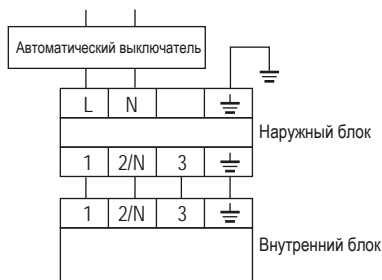 Автоматический выключатель
L N
Наружный блок
1 2/N 3
1 2/N 3
Внутренний блок